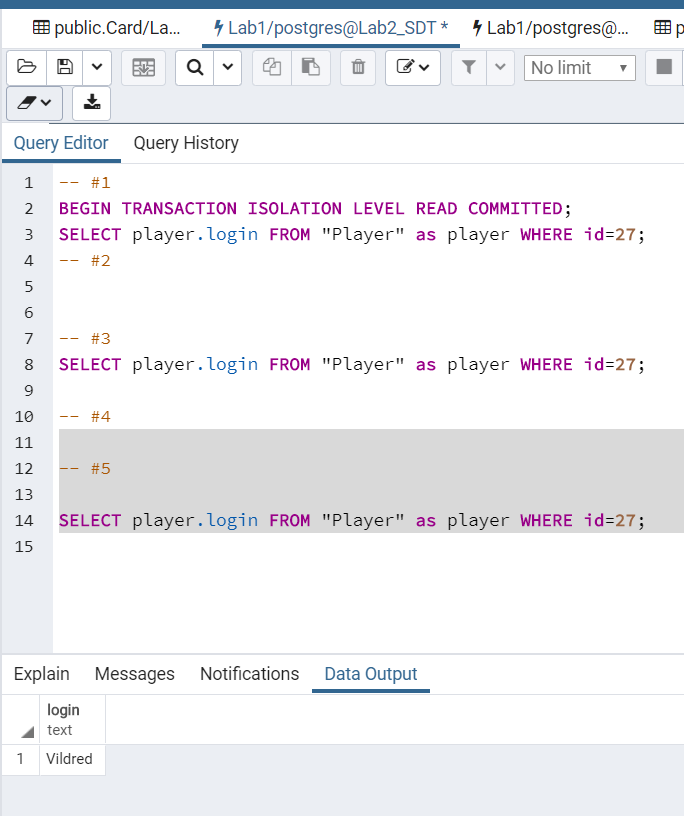 public.Card/La... Lab1/postgres@Lab2_SDT * Lab1/postgres@... p
No limit
Query Editor Query History
1 -- #1
2 BEGIN TRANSACTION ISOLATION LEVEL READ COMMITTED;
3 SELECT player.login FROM "Player" as player WHERE id=27;
4 -- #2
5
6
7 -- #3
8 SELECT player.login FROM "Player" as player WHERE id=27;
9
10 -- #4
11
12 -- #5
13
14 SELECT player.login FROM "Player" as player WHERE id=27;
15
Explain Messages Notifications Data Output
login
text
1 Vildred